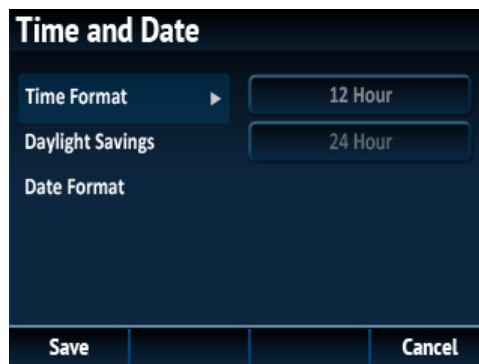 Time and Date
Time Format 12 Hour
Daylight Savings 24 Hour
Date Format
Save Cancel